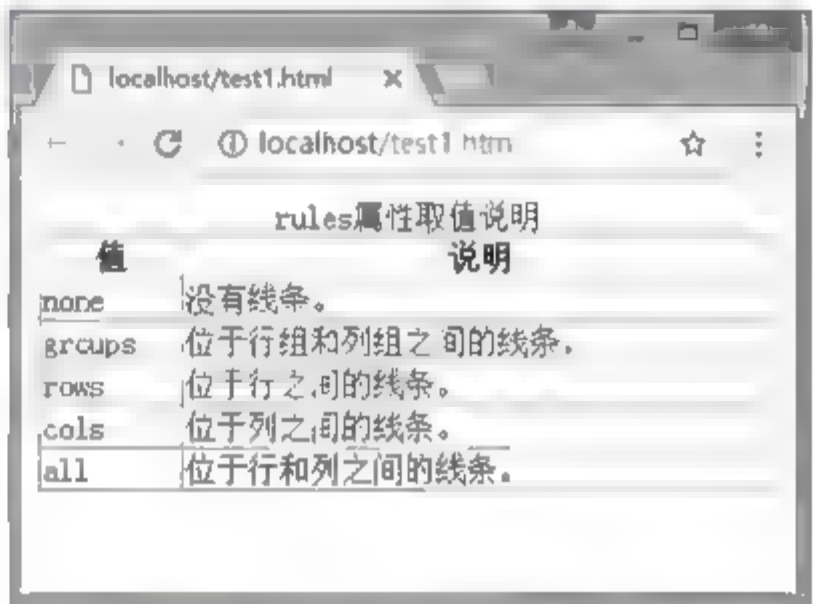 localhost/test1.html
localhost/test1.htm
rules属性取值说明
值 说明
none 没有线条。
groups 位于行组和列组之间的线条。
rows 位于行之间的线条。
cols 位于列之间的线条。
all 位于行和列之间的线条。